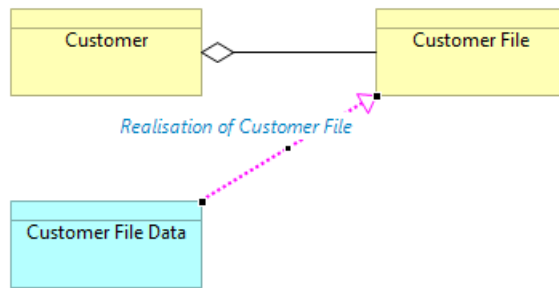 Customer
Customer File
Realisation of Customer File
Customer File Data